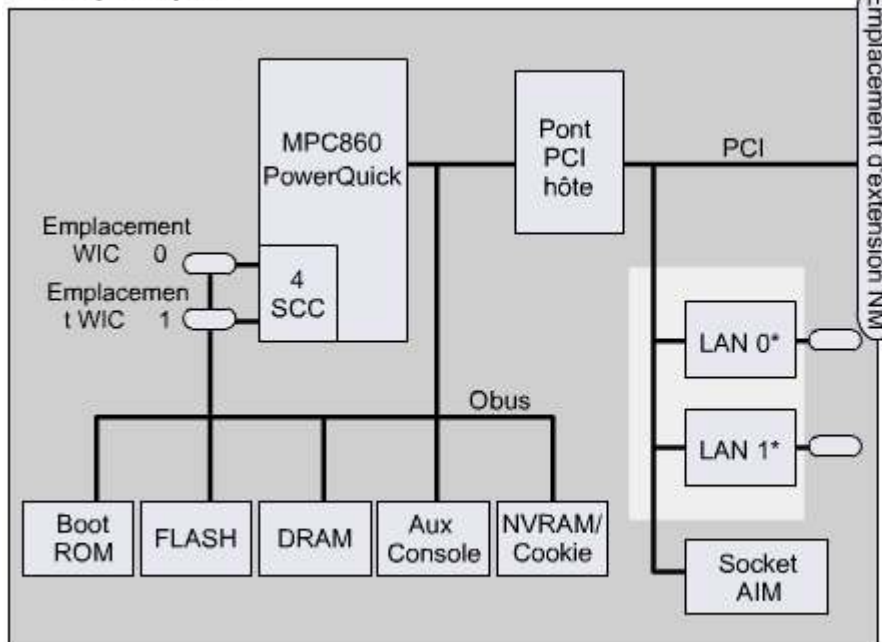 Emplacement d'extension NM
MPC860
PowerQuick
Pont
PCI
hôte
PCI
Emplacement
WIC 0
Emplacemen
t WIC 1
4
SCC
LAN 0*
Obus
LAN 1*
Boot
ROM
FLASH
DRAM
Aux
Console
NVRAM/
Cookie
Socket
AIM